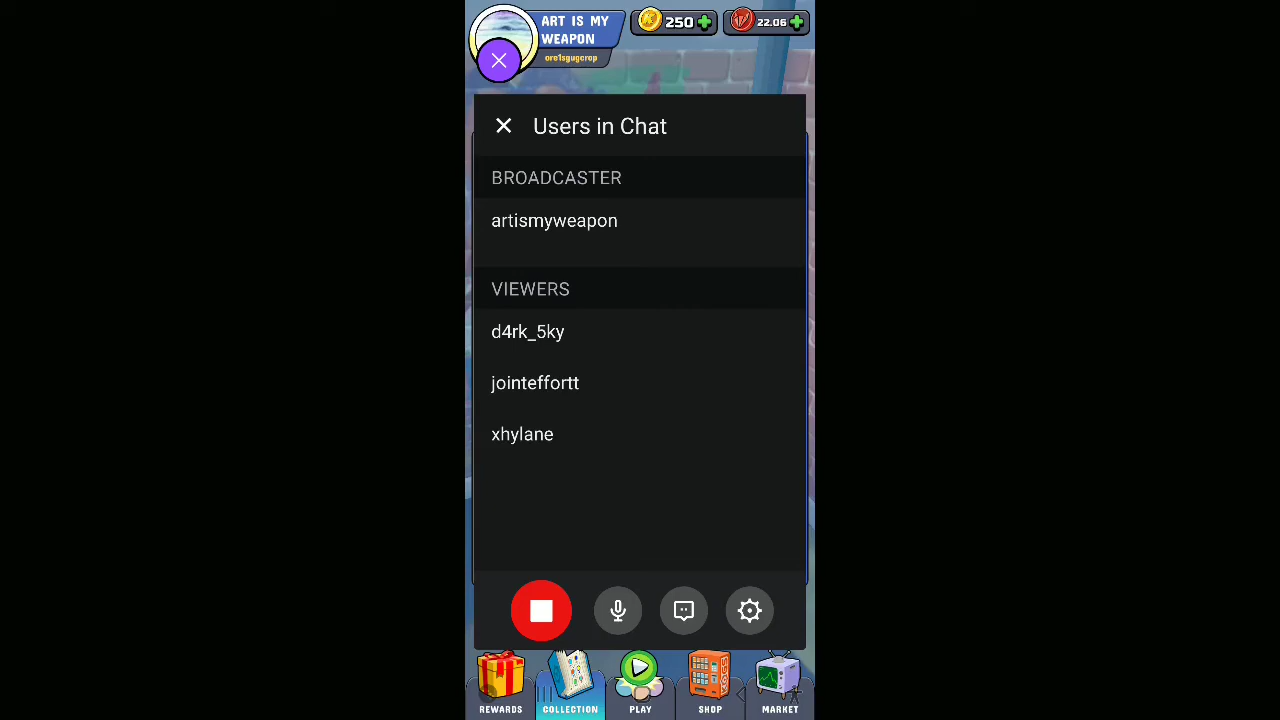 ART IS MY
WEAPON
ore1sgugcrop
250
22.06
Users in Chat
BROADCASTER
artismyweapon
VIEWERS
d4rk_5ky
jointeffortt
xhylane
REWARDS
COLLECTION
PLAY
SHOP
MARKET